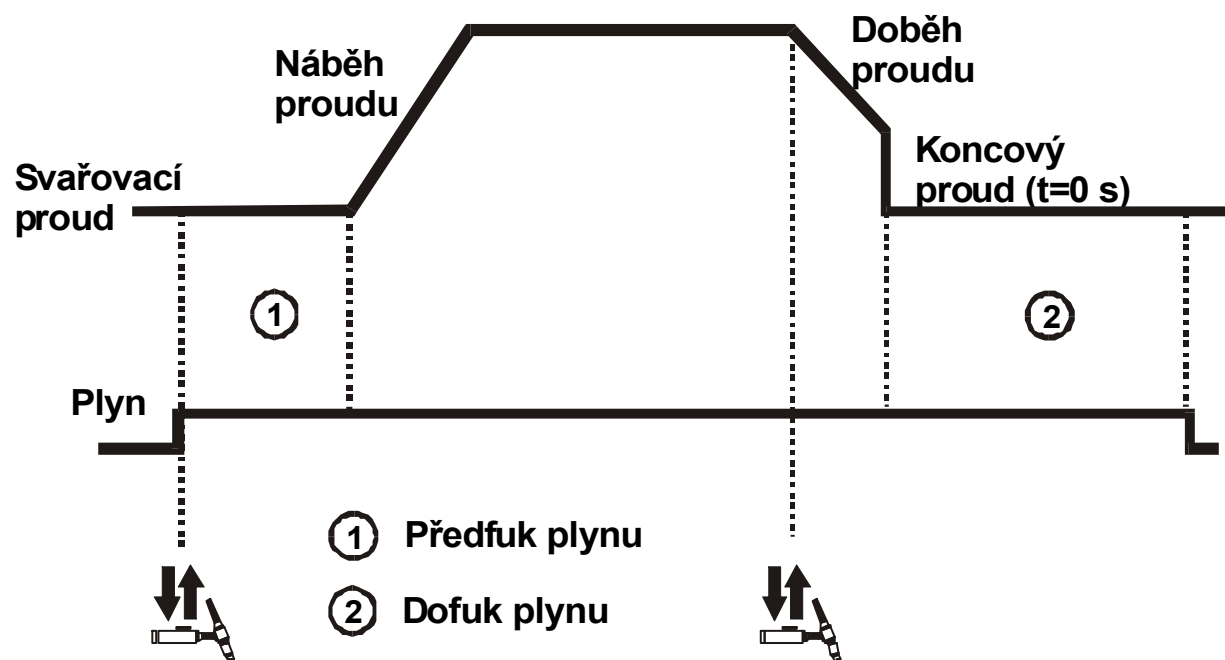 Náběh
proudu
Doběh
proudu
Svařovací
proud
Koncový
proud (t=0 s)
1
2
Plyn
1 Předfuk plynu
2 Dofuk plynu